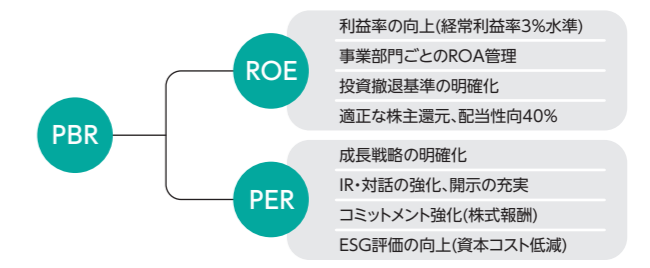 PBR
ROE
利益率の向上(経常利益率3%水準)
事業部門ごとのROA管理
投資撤退基準の明確化
適正な株主還元、配当性向40%
PER
成長戦略の明確化
IR・対話の強化、開示の充実
コミットメント強化(株式報酬)
ESG評価の向上(資本コスト低減)